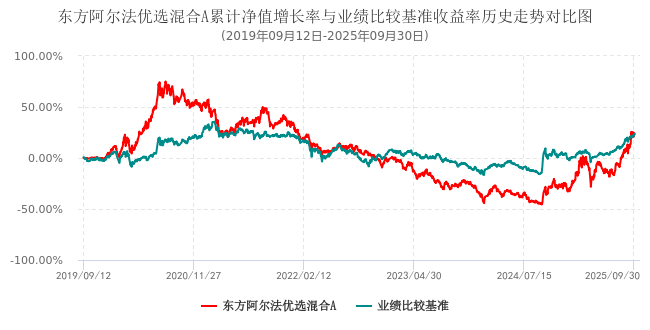 东方阿尔法优选混合A累计净值增长率与业绩比较基准收益率历史走势对比图
(2019年09月12日-2025年09月30日)
100.00%
50.00%
0.00%
-50.00%
-100.00%
2019/09/12 2020/11/27 2022/02/12 2023/04/30 2024/07/15 2025/09/30
东方阿尔法优选混合A 业绩比较基准